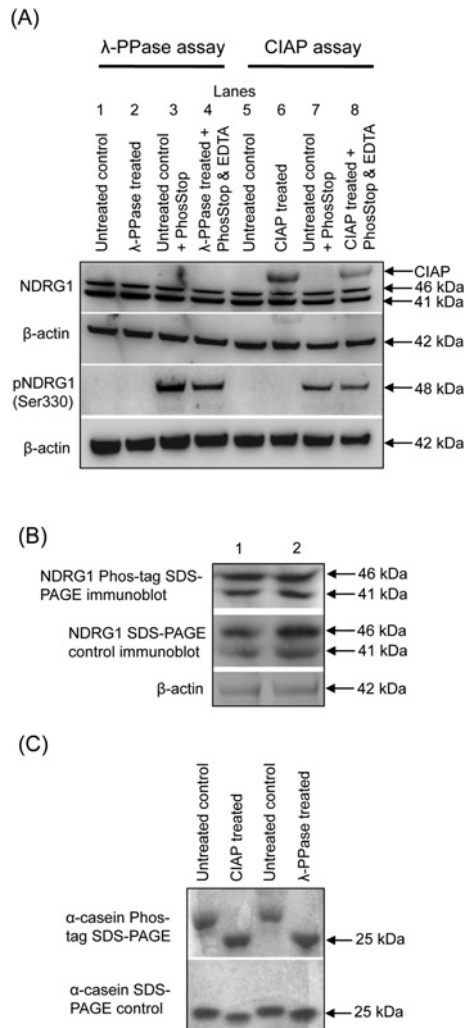 (A)
λ-PPase assay
CIAP assay
Lanes
1 2 3 4 5 6 7 8
Untreated control
λ-PPase treated
Untreated control
+ PhosStop
λ-PPase treated +
PhosStop & EDTA
Untreated control
CIAP treated
Untreated control
+ PhosStop
CIAP treated +
PhosStop & EDTA
NDRG1
CIAP
46 kDa
41 kDa
β-actin
42 kDa
pNDRG1
(Ser330)
48 kDa
β-actin
42 kDa
(B)
1 2
NDRG1 Phos-tag SDS-
PAGE immunoblot
46 kDa
41 kDa
NDRG1 SDS-PAGE
control immunoblot
46 kDa
41 kDa
β-actin
42 kDa
(C)
Untreated control
CIAP treated
Untreated control
λ-PPase treated
α-casein Phos-
tag SDS-PAGE
25 kDa
α-casein SDS-
PAGE control
25 kDa